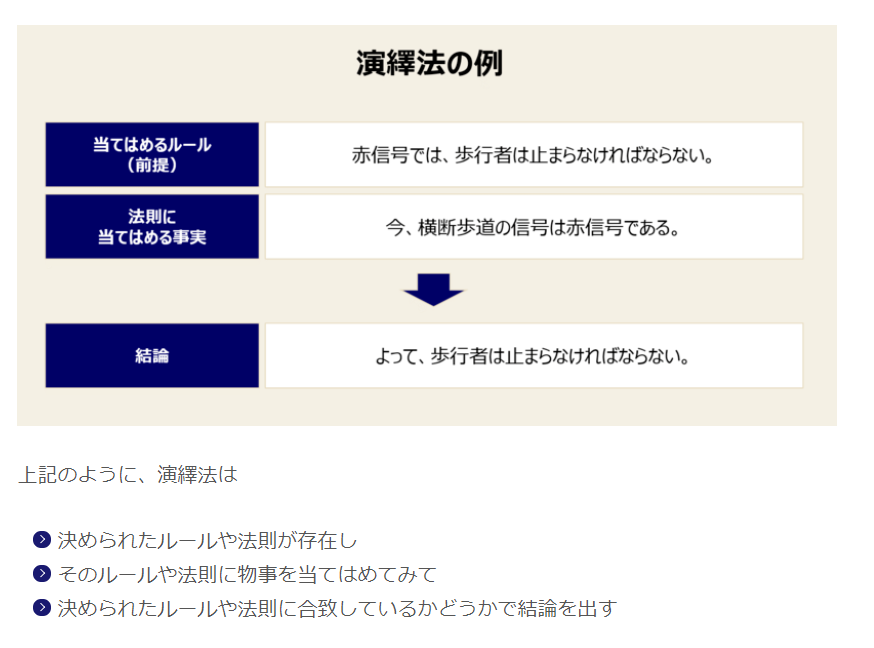 演繹法の例
当てはめるルール
（前提）
赤信号では、歩行者は止まらなければならない。
法則に
当てはめる事実
今、横断歩道の信号は赤信号である。
結論
よって、歩行者は止まらなければならない。
上記のように、演繹法は
決められたルールや法則が存在し
そのルールや法則に物事を当てはめてみて
決められたルールや法則に合致しているかどうかで結論を出す